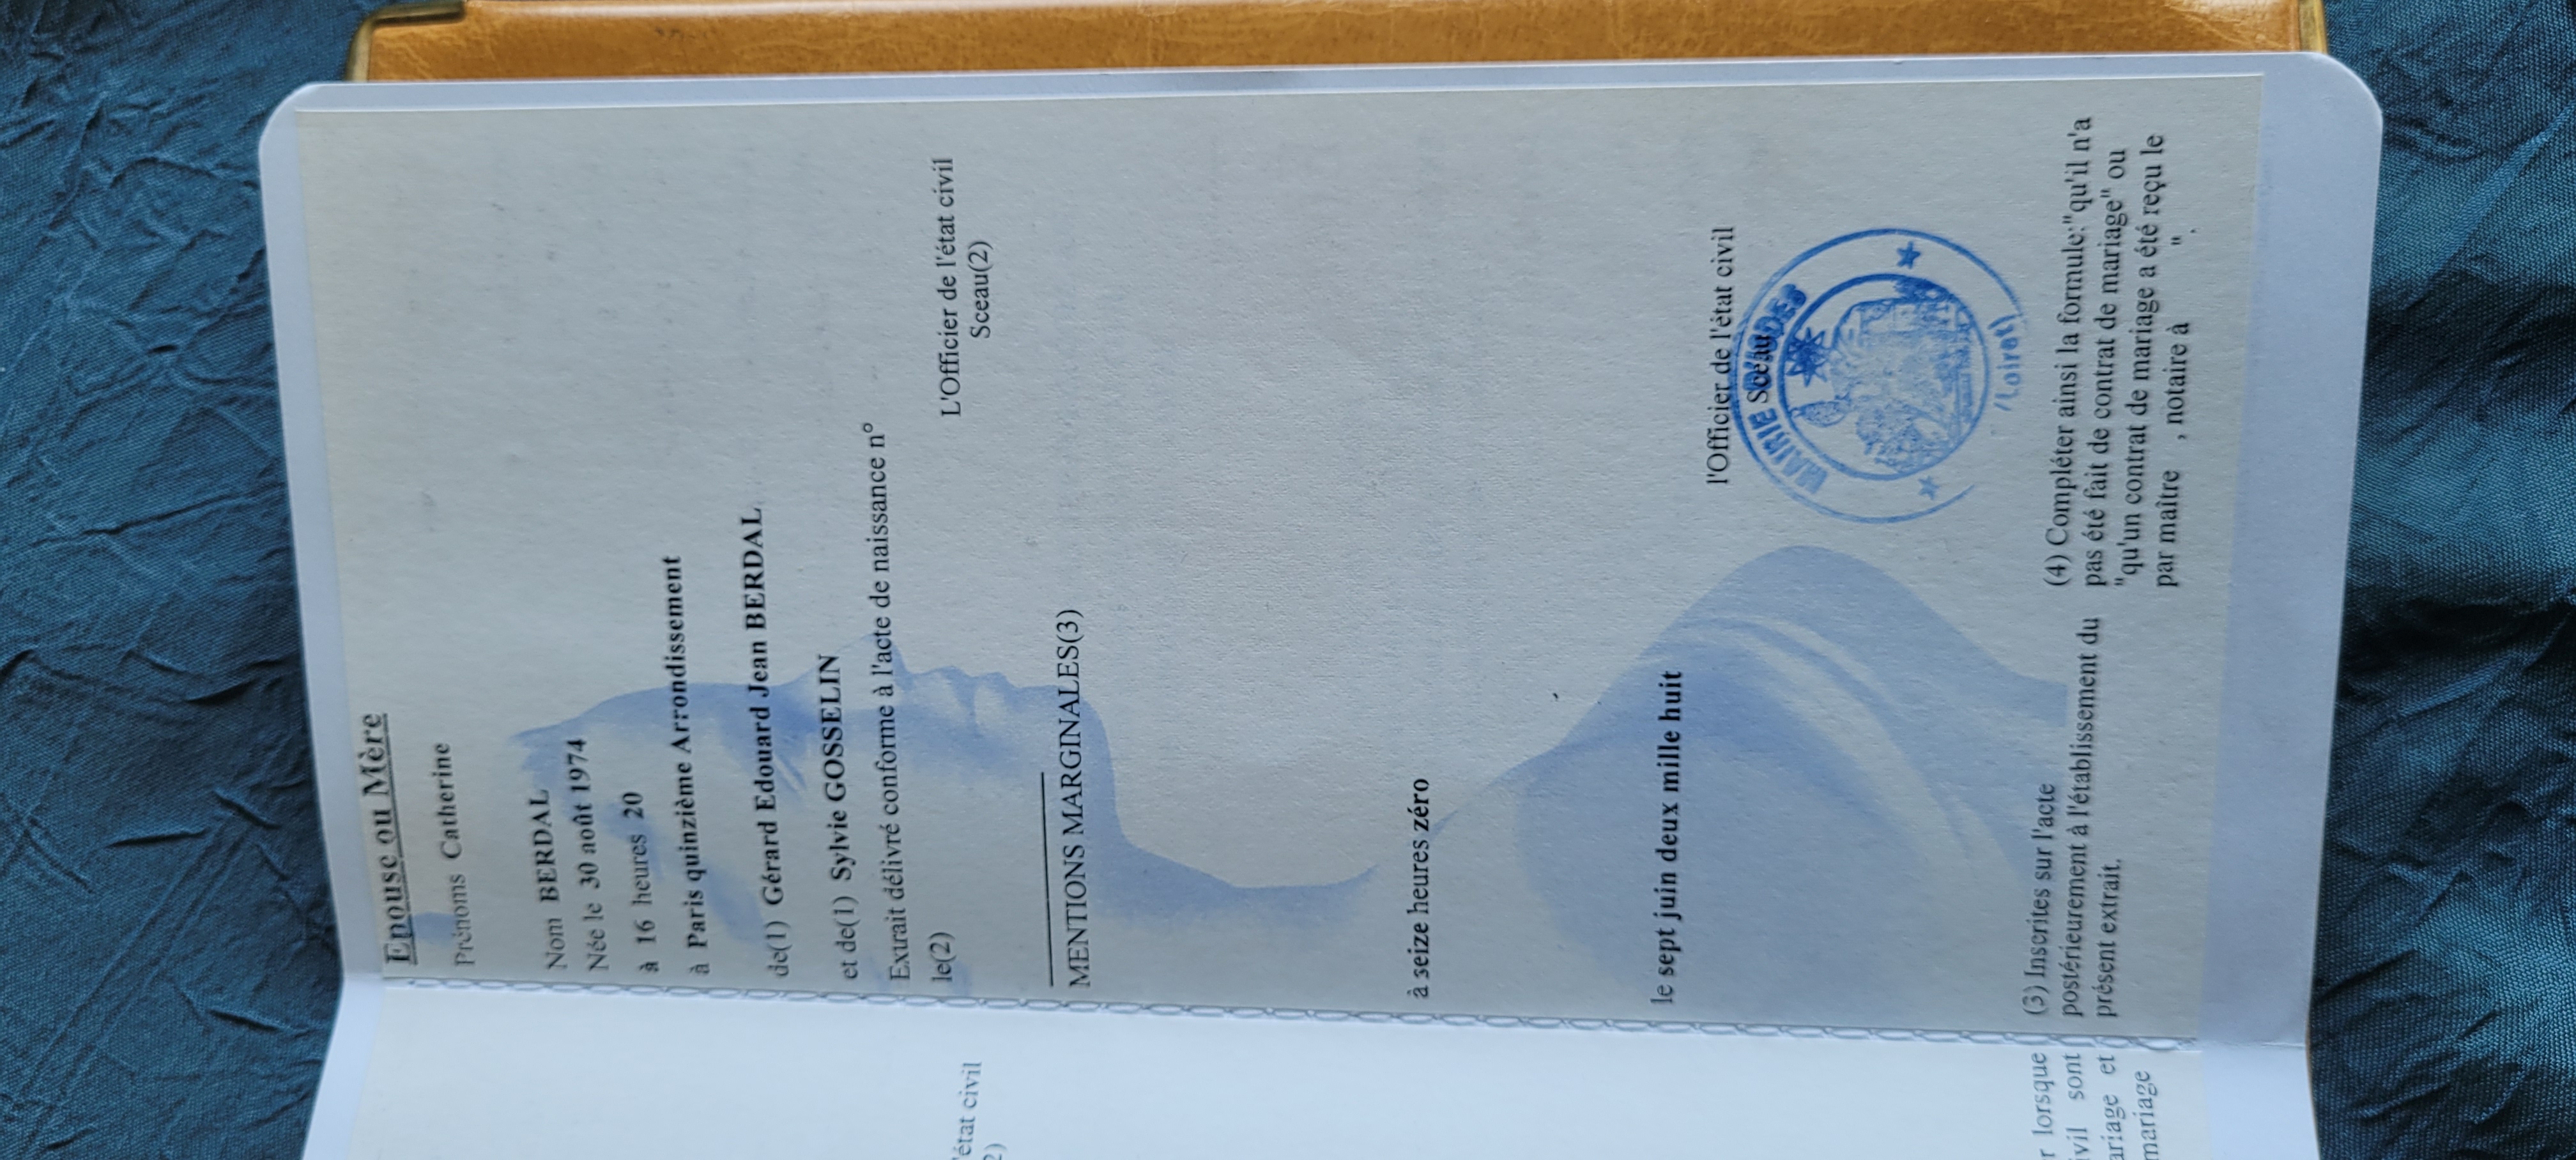 Epouse ou Mère
Prénoms Catherine
Nom BERDAL
Née le 30 août 1974
à 16 heures 20
à Paris quinzième Arrondissement
de(1) Gérard Edouard Jean BERDAL
et de(1) Sylvie GOSSELIN
Extrait délivré conforme à l'acte de naissance n°
le(2)
L'Officier de l'état civil
Sceau(2)
MENTIONS MARGINALES(3)
à seize heures zéro
le sept juin deux mille huit
l'Officier de l'état civil
Sceau
MAIRIE
(Loiret)
(3) Inscrites sur l'acte
postérieurement à l'établissement du
présent extrait.
(4) Compléter ainsi la formule:"qu'il n'a
pas été fait de contrat de mariage" ou
"qu'un contrat de mariage a été reçu le
par maître , notaire à ".
'état civil
2)
r lorsque
ivil sont
ariage et
mariage